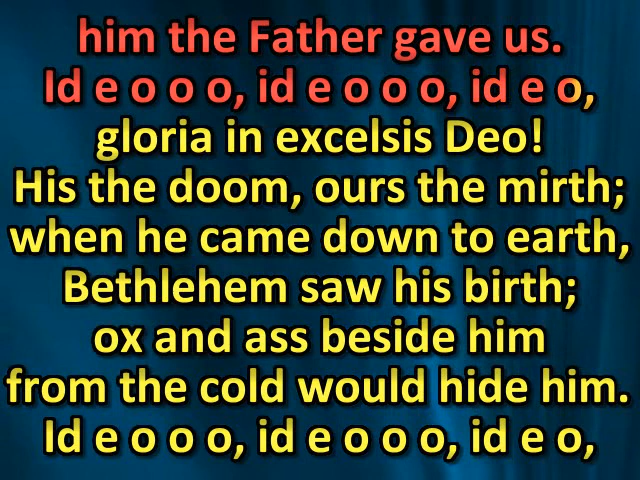 him the Father gave us.
Id e o o o, id e o o o, id e o,
gloria in excelsis Deo!
His the doom, ours the mirth;
when he came down to earth,
Bethlehem saw his birth;
ox and ass beside him
from the cold would hide him.
Id e o o o, id e o o o, id e o,